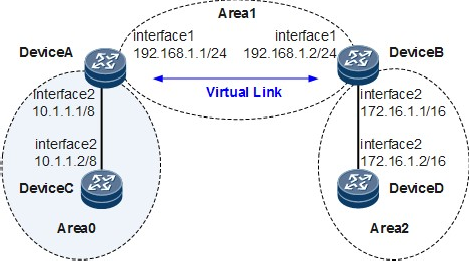 Area1
DeviceA
interface1
interface1
DeviceB
192.168.1.1/24
192.168.1.2/24
Virtual Link
interface2
10.1.1.1/8
interface2
172.16.1.1/16
interface2
10.1.1.2/8
interface2
172.16.1.2/16
DeviceC
DeviceD
Area0
Area2